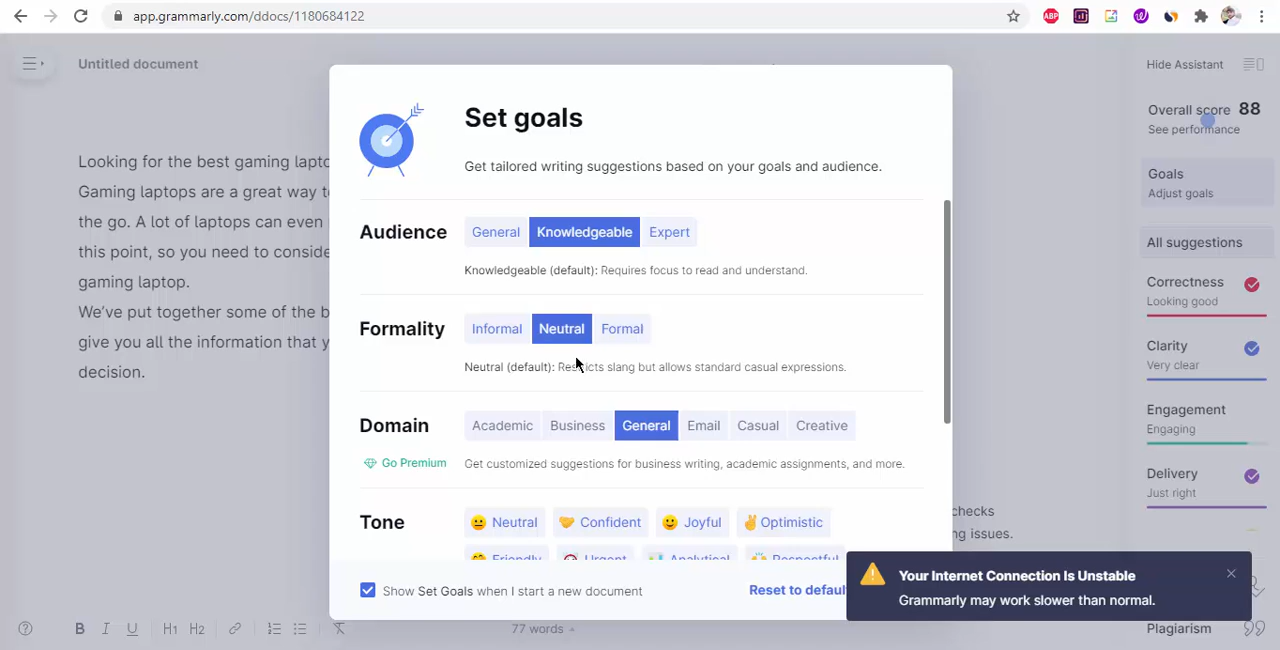 app.grammarly.com/ddocs/1180684122
ABP
Untitled document
Hide Assistant
Overall score 88
See performance
Set goals
Get tailored writing suggestions based on your goals and audience.
Looking for the best gaming
Gaming laptops are a great way
the go. A lot of laptops can even
this point, so you need to
gaming laptop.
We've put together some of the
give you all the information that
decision.
Audience
General
Knowledgeable
Expert
Knowledgeable (default): Requires focus to read and understand.
Formality
Informal
Neutral
Formal
Neutral (default): Restricts slang but allows standard casual expressions.
Domain
Academic
Business
General
Email
Casual
Creative
Go Premium
Get customized suggestions for business writing, academic assignments, and more.
Tone
Neutral
Confident
Joyful
Optimistic
Friendly
Urgent
Analytical
Respectful
Show Set Goals when I start a new document
Reset to
Goals
Adjust goals
All suggestions
Correctness
Looking good
Clarity
Very clear
Engagement
Engaging
Delivery
Just right
checks
issues.
Your Internet Connection Is Unstable
Grammarly may work slower than normal.
B I U H1 H2
77 words
Plagiarism